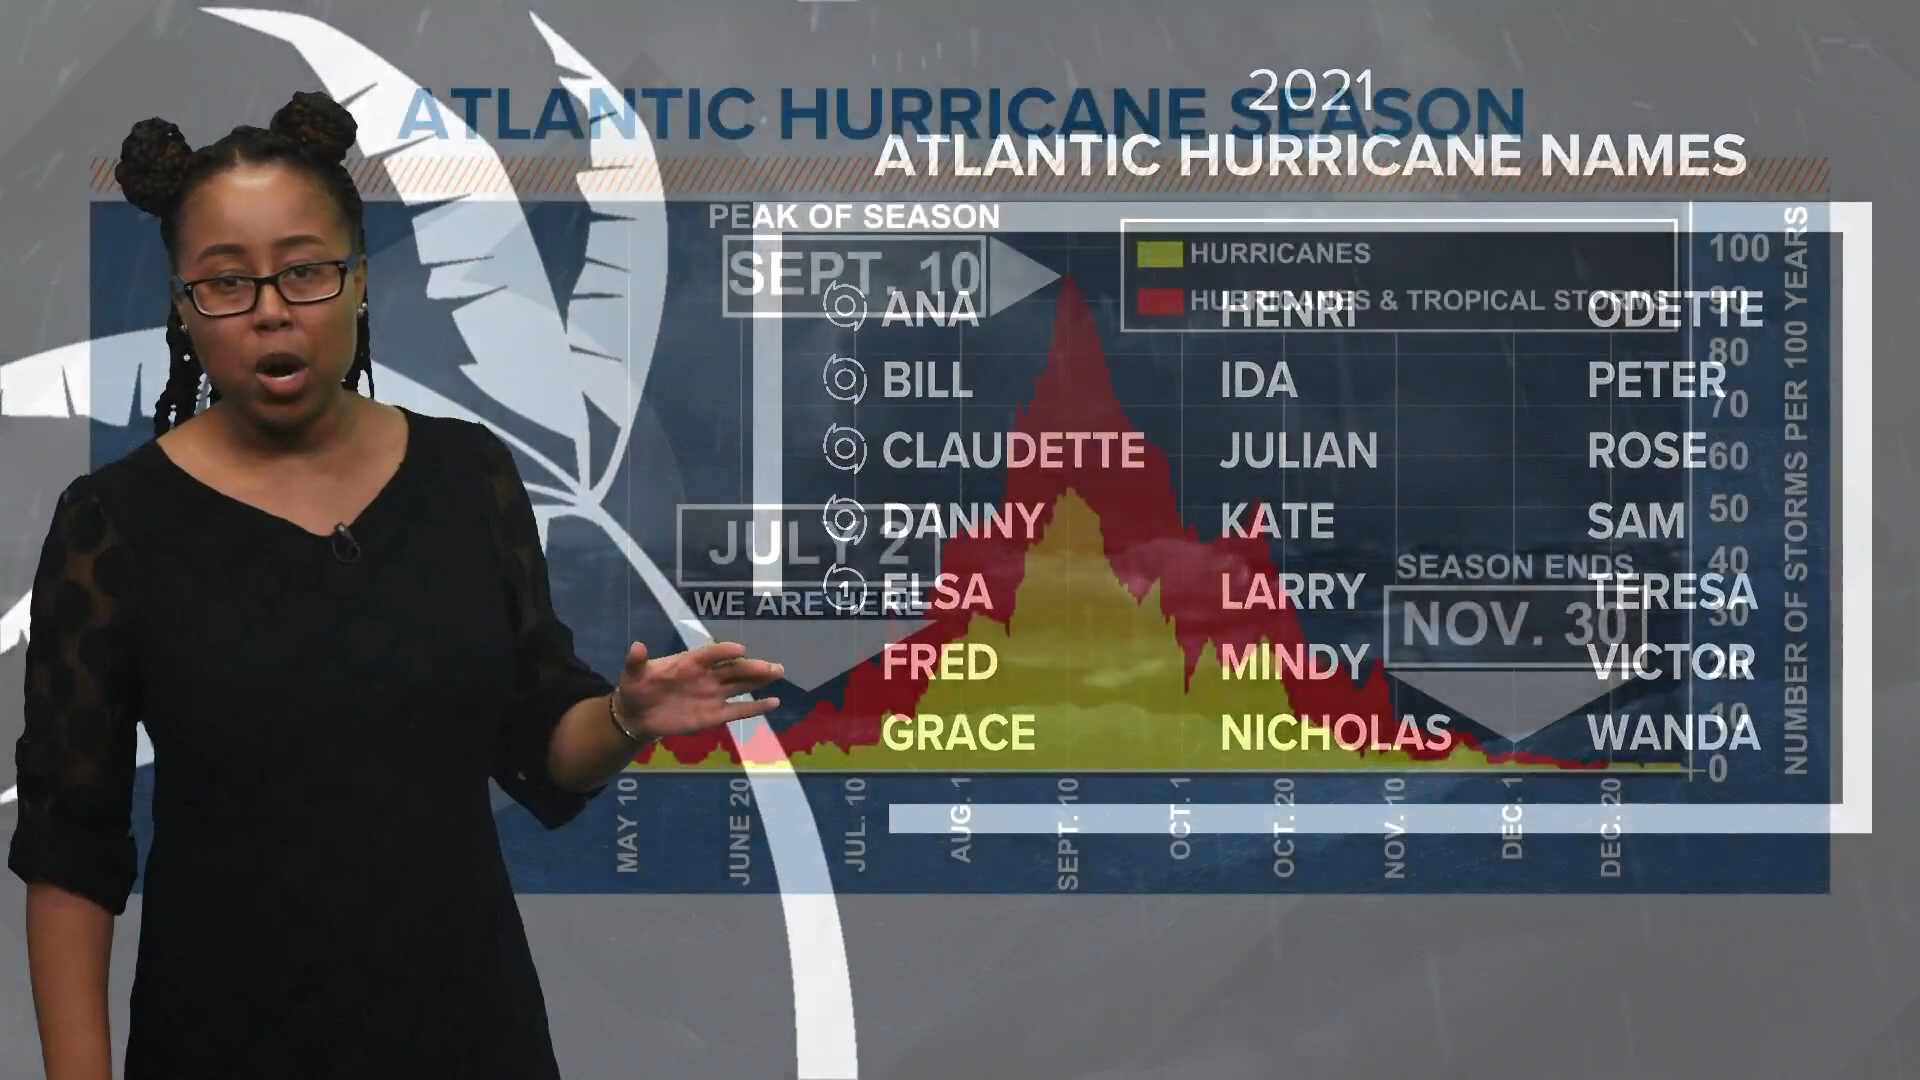 2021
ATLANTIC HURRICANE SEASON
ATLANTIC HURRICANE NAMES
PEAK OF SEASON
SEPT. 10
HURRICANES
HURRICANES & TROPICAL STORMS
ANA HENRI ODETTE
BILL IDA PETER
CLAUDETTE JULIAN ROSE
DANNY KATE SAM
1 ELSA LARRY TERESA
FRED MINDY VICTOR
GRACE NICHOLAS WANDA
JULY 2
WE ARE HERE
SEASON ENDS
NOV. 30
100
90
80
70
60
50
40
30
20
10
0
NUMBER OF STORMS PER 100 YEARS
MAY 10
JUNE 20
JUL. 10
AUG. 1
SEPT. 10
OCT. 1
OCT. 20
NOV. 10
DEC. 1
DEC. 20